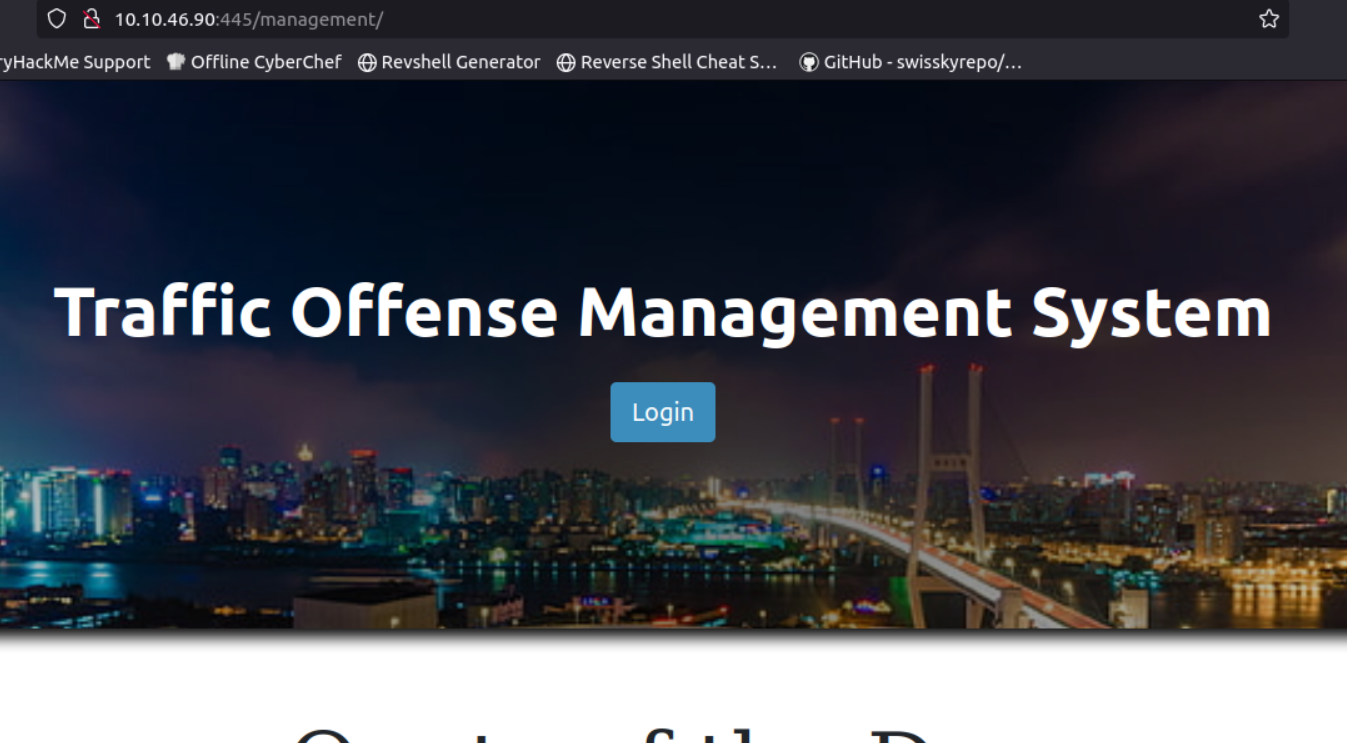 10.10.46.90:445/management/
ryHackMe Support Offline CyberChef Revshell Generator Reverse Shell Cheat S... GitHub - swisskyrepo/...
Traffic Offense Management System
Login